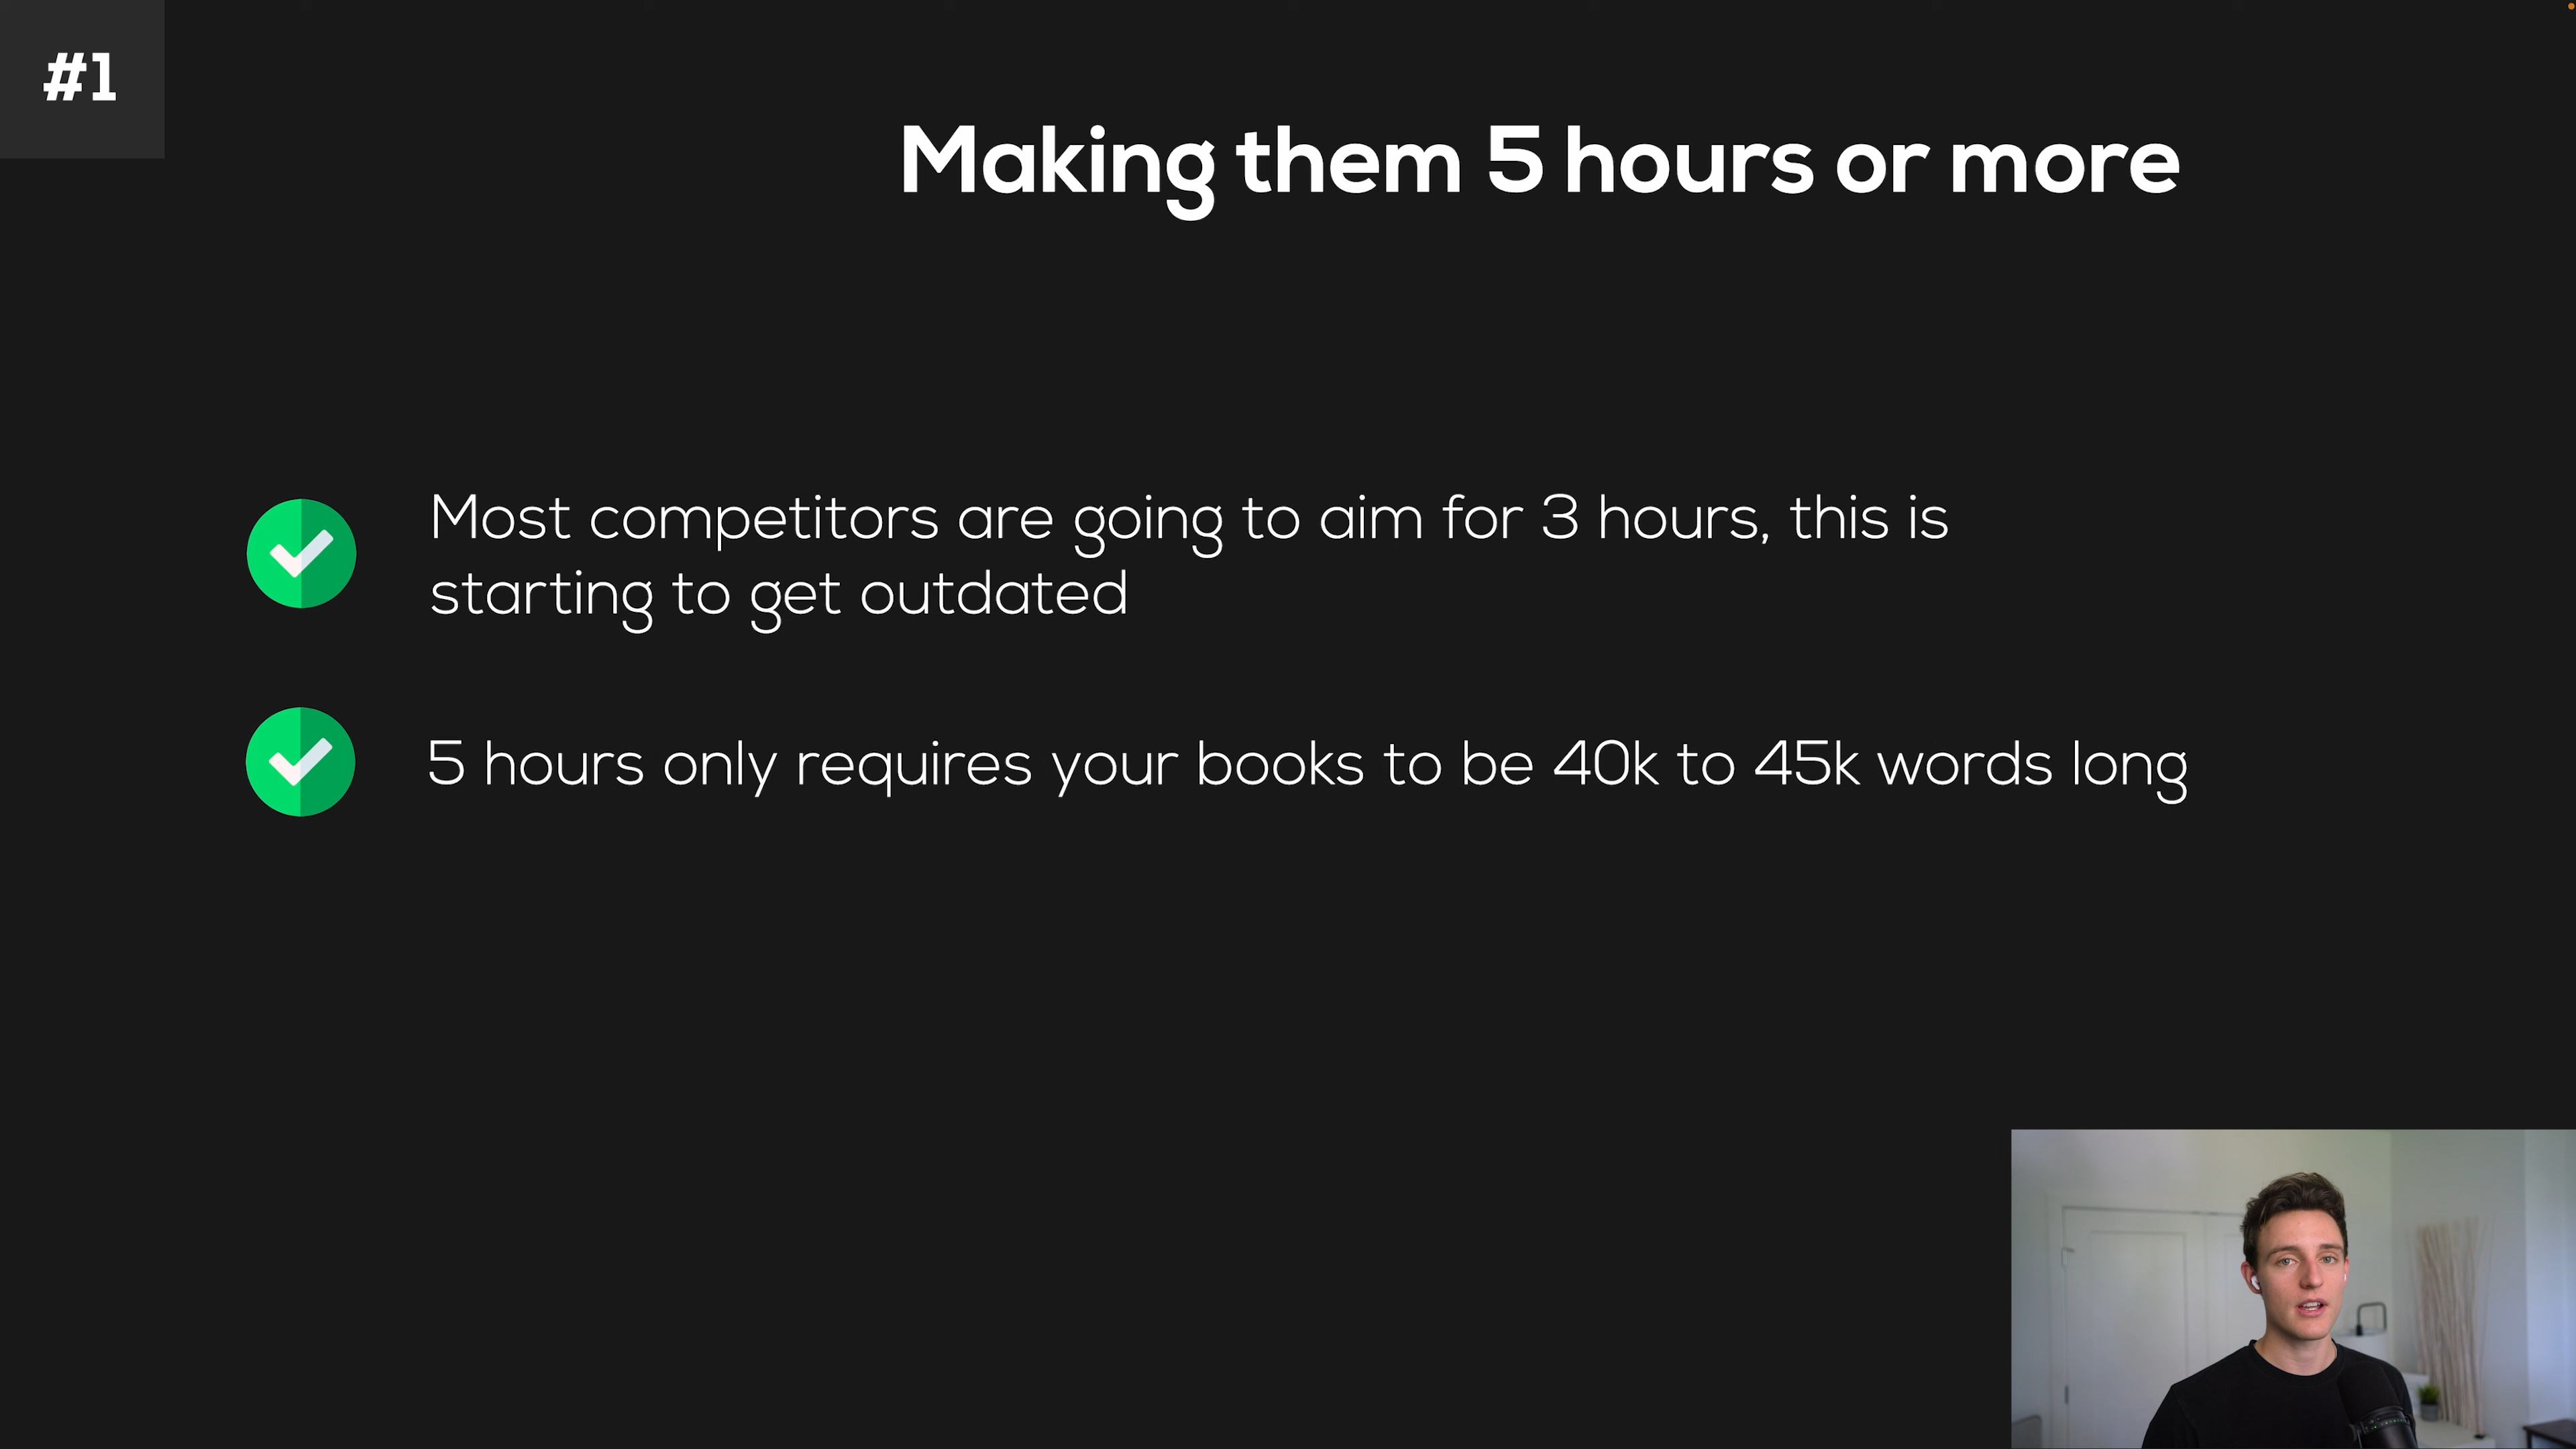 #1
Making them 5 hours or more
Most competitors are going to aim for 3 hours, this is
starting to get outdated
5 hours only requires your books to be 40k to 45k words long